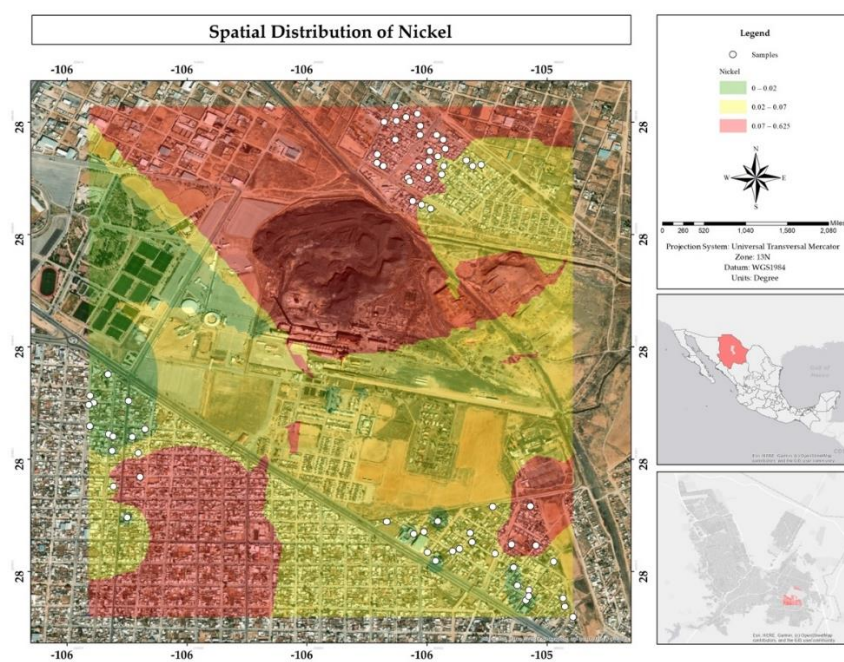 Spatial Distribution of Nickel
-106 -106 -106 -106 -105
28
28
28
28
28
28
28
28
28
28
-106 -106 -106 -106 -105
Legend
Samples
Nickel
0 – 0.02
0.02 – 0.07
0.07 – 0.625
N
W E
S
Miles
0 260 520 1,040 1,560 2,080
Projection System: Universal Transversal Mercator
Zone: 13N
Datum: WGS1984
Units: Degree